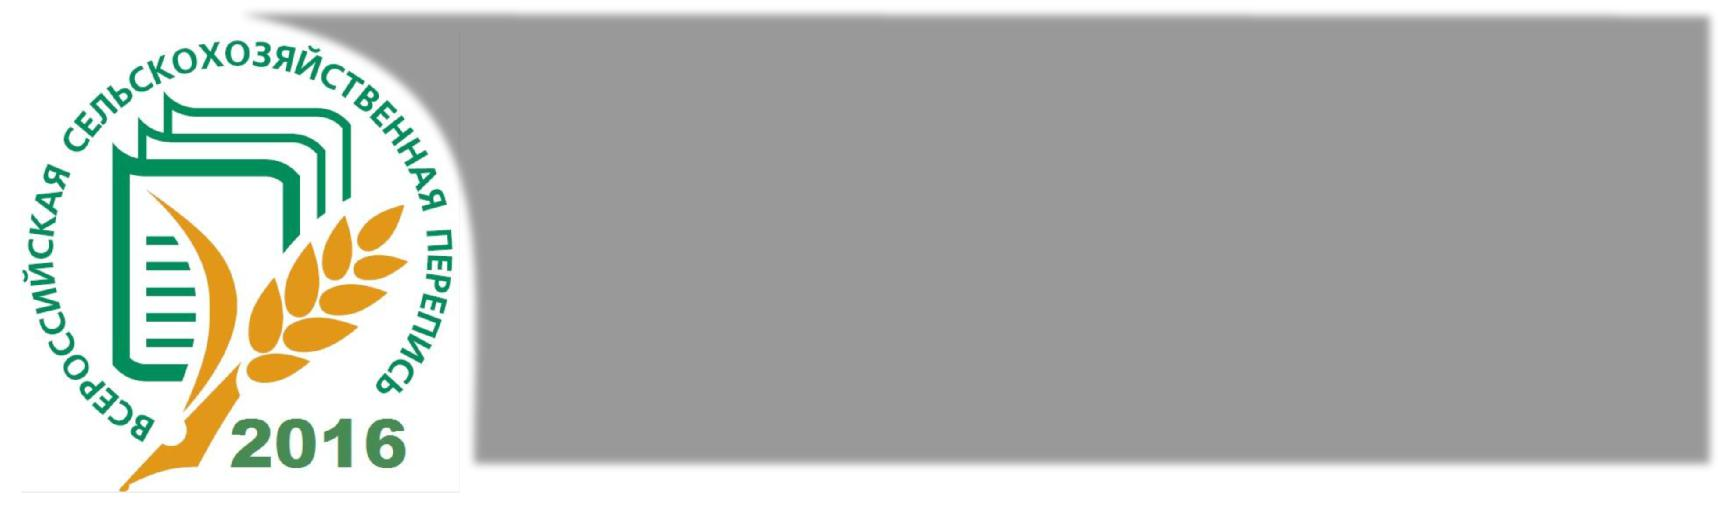 ВСЕРОССИЙСКАЯ СЕЛЬСКОХОЗЯЙСТВЕННАЯ ПЕРЕПИСЬ
2016